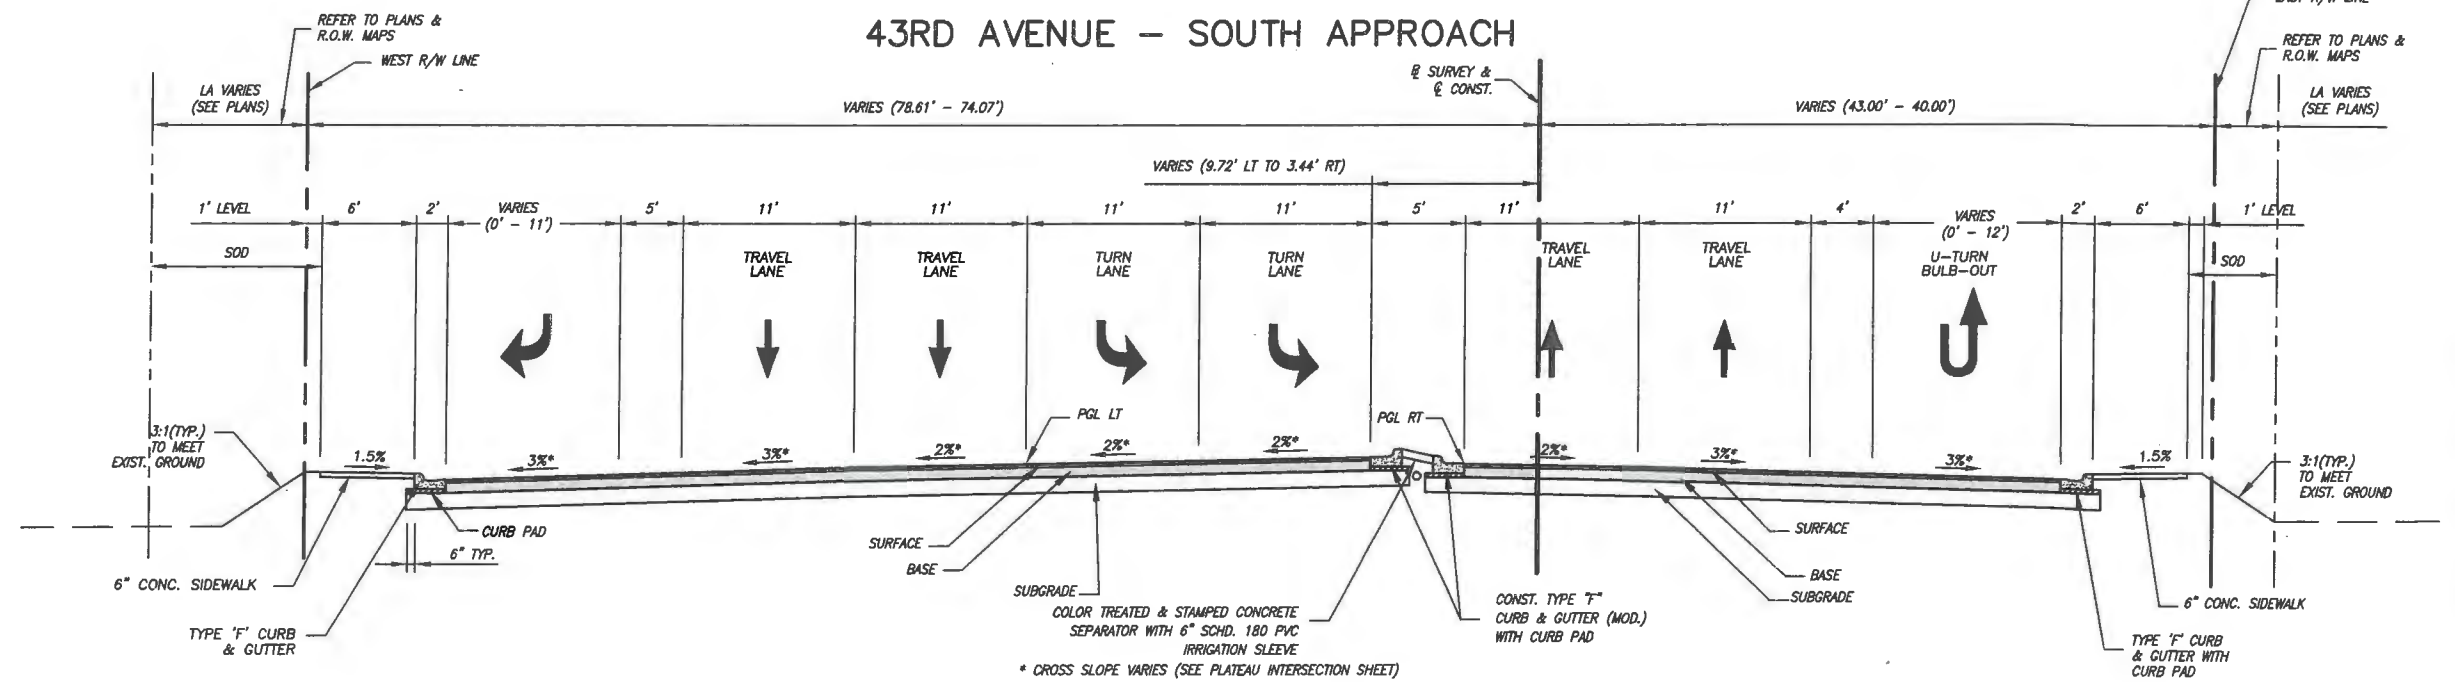 43RD AVENUE – SOUTH APPROACH
REFER TO PLANS &
R.O.W. MAPS
WEST R/W LINE
LA VARIES
(SEE PLANS)
VARIES (78.61' – 74.07')
℄ CONST.
SURVEY &
VARIES (43.00' – 40.00')
EAST R/W LINE
REFER TO PLANS &
R.O.W. MAPS
LA VARIES
(SEE PLANS)
VARIES (9.72' LT TO 3.44' RT)
1' LEVEL
6'
2'
VARIES
(0' – 11')
5'
11'
11'
11'
11'
5'
11'
11'
4'
VARIES
(0' – 12')
2'
6'
1' LEVEL
SOD
TRAVEL
LANE
TRAVEL
LANE
TURN
LANE
TURN
LANE
TRAVEL
LANE
TRAVEL
LANE
U-TURN
BULB-OUT
SOD
3:1(TYP.)
TO MEET
EXIST. GROUND
1.5%
3%*
3%*
2%*
PGL LT
2%*
2%*
PGL RT
2%*
3%*
3%*
1.5%
3:1(TYP.)
TO MEET
EXIST. GROUND
CURB PAD
6" TYP.
6" CONC. SIDEWALK
TYPE 'F' CURB
& GUTTER
SURFACE
BASE
SUBGRADE
COLOR TREATED & STAMPED CONCRETE
SEPARATOR WITH 6" SCHD. 180 PVC
IRRIGATION SLEEVE
* CROSS SLOPE VARIES (SEE PLATEAU INTERSECTION SHEET)
CONST. TYPE "F"
CURB & GUTTER (MOD.)
WITH CURB PAD
SURFACE
BASE
SUBGRADE
6" CONC. SIDEWALK
TYPE 'F' CURB
& GUTTER WITH
CURB PAD